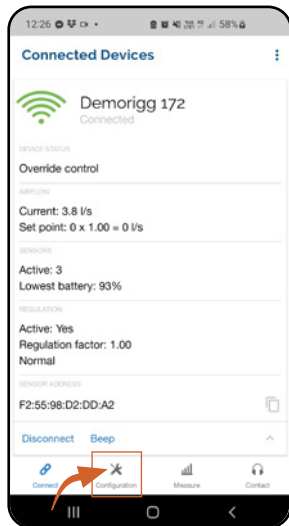 12:26
58%
Connected Devices
Demorigg 172
Connected
DEVICE STATUS
Override control
AIRFLOW
Current: 3.8 l/s
Set point: 0 x 1.00 = 0 l/s
SENSORS
Active: 3
Lowest battery: 93%
REGULATION
Active: Yes
Regulation factor: 1.00
Normal
SENSOR ADDRESS
F2:55:98:D2:DD:A2
Disconnect Beep
Connect Configuration Measure Contact